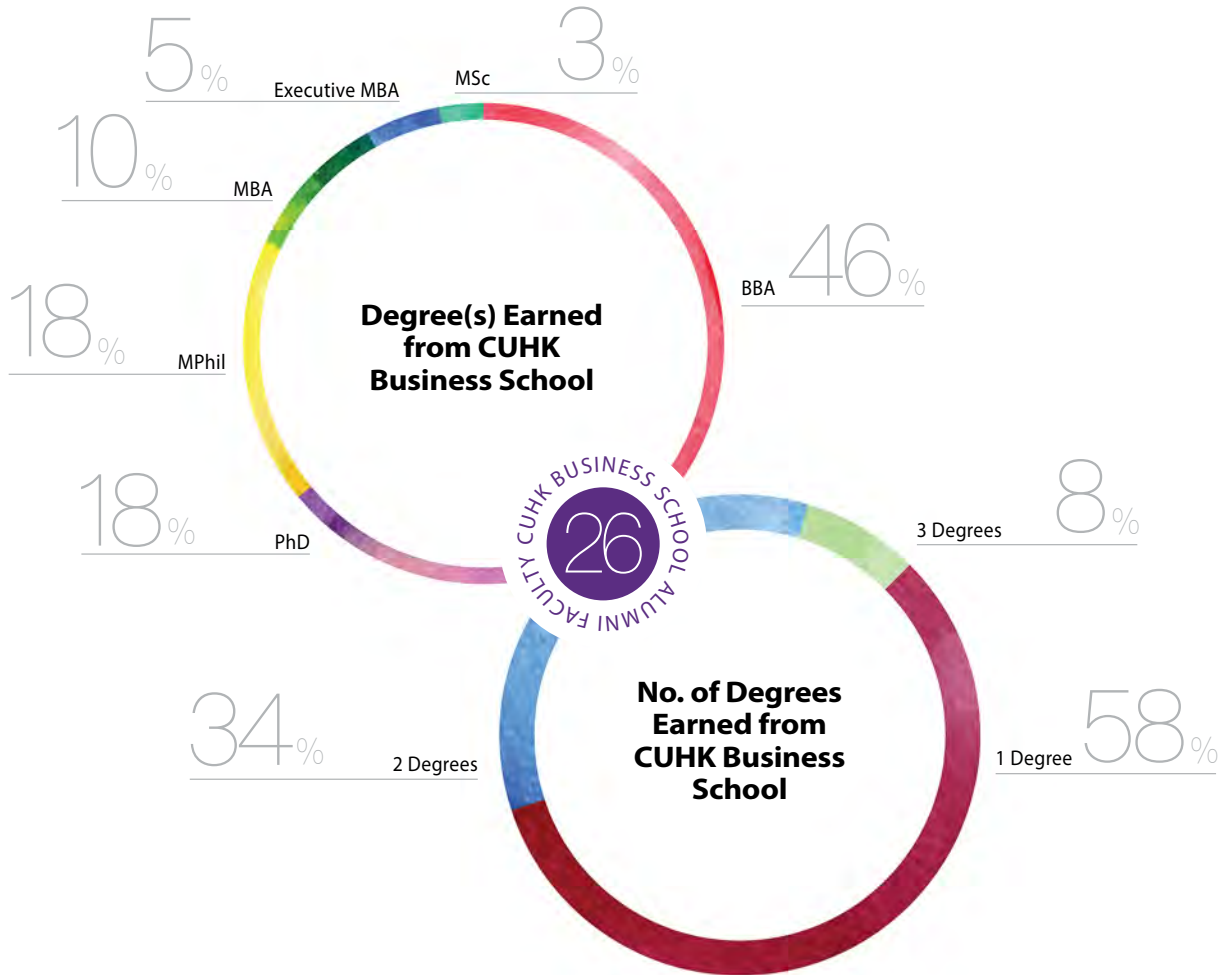 5%
Executive MBA
MSc
3%
10%
MBA
46%
BBA
18%
MPhil
Degree(s) Earned
from CUHK
Business School
18%
PhD
CUHK BUSINESS SCHOOL ALUMNI FACULTY
26
8%
3 Degrees
34%
2 Degrees
No. of Degrees
Earned from
CUHK Business
School
58%
1 Degree